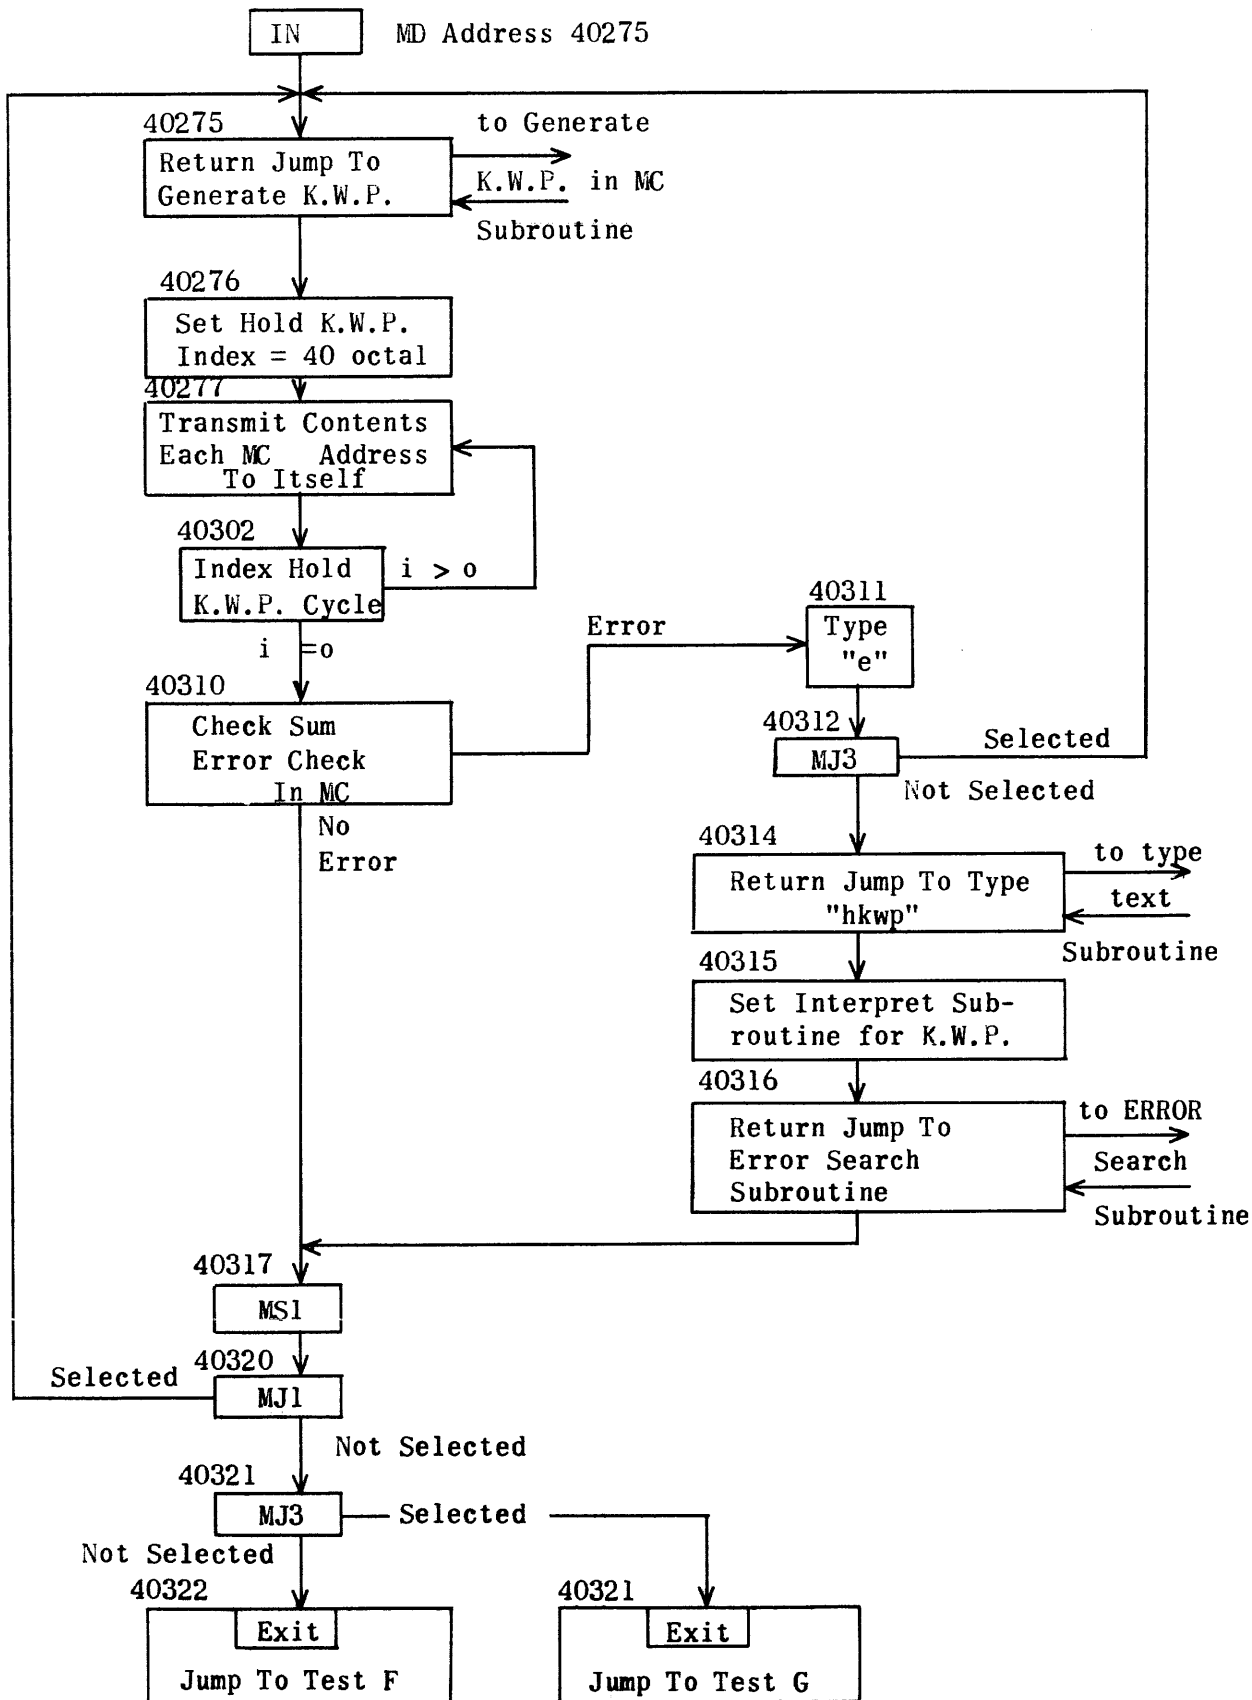 IN MD Address 40275
40275
to Generate
Return Jump To
Generate K.W.P.
K.W.P. in MC
Subroutine
40276
Set Hold K.W.P.
Index = 40 octal
40277
Transmit Contents
Each MC Address
To Itself
40302
Index Hold
K.W.P. Cycle
i > o
i =o
40310
Check Sum
Error Check
In MC
No
Error
Error
40311
Type
"e"
40312
MJ3
Selected
Not Selected
40314
Return Jump To Type
"hkwp"
to type
text
Subroutine
40315
Set Interpret Sub-
routine for K.W.P.
40316
Return Jump To
Error Search
Subroutine
to ERROR
Search
Subroutine
40317
MS1
40320
Selected
MJ1
Not Selected
40321
MJ3
Selected
Not Selected
40322
Exit
Jump To Test F
40321
Exit
Jump To Test G